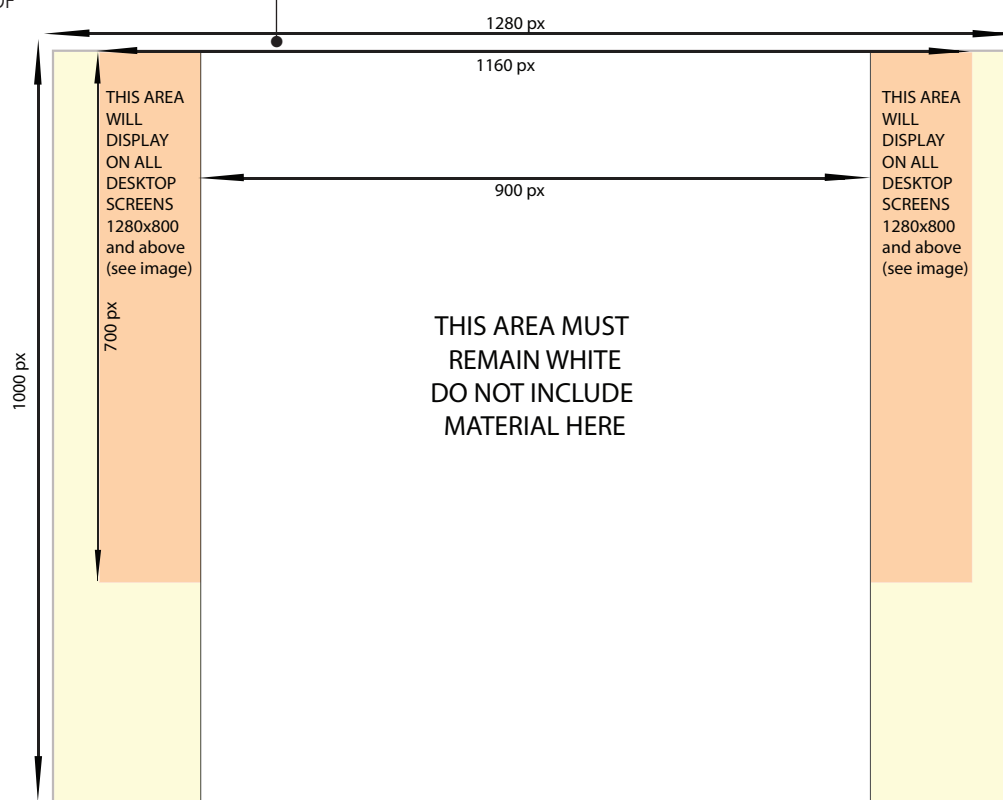 1280 px
1160 px
THIS AREA
WILL
DISPLAY
ON ALL
DESKTOP
SCREENS
1280x800
and above
(see image)
THIS AREA
WILL
DISPLAY
ON ALL
DESKTOP
SCREENS
1280x800
and above
(see image)
900 px
700 px
1000 px
THIS AREA MUST
REMAIN WHITE
DO NOT INCLUDE
MATERIAL HERE